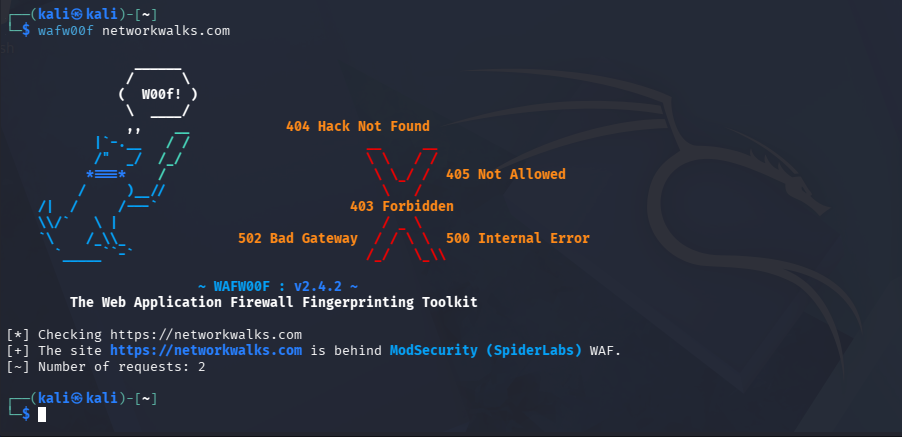 ┌──(kali㉿kali)-[~]
└─$ wafw00f networkwalks.com
W00f!
404 Hack Not Found
405 Not Allowed
403 Forbidden
502 Bad Gateway 500 Internal Error
~ WAFW00F : v2.4.2 ~
The Web Application Firewall Fingerprinting Toolkit
[*] Checking https://networkwalks.com
[+] The site https://networkwalks.com is behind ModSecurity (SpiderLabs) WAF.
[~] Number of requests: 2
┌──(kali㉿kali)-[~]
└─$